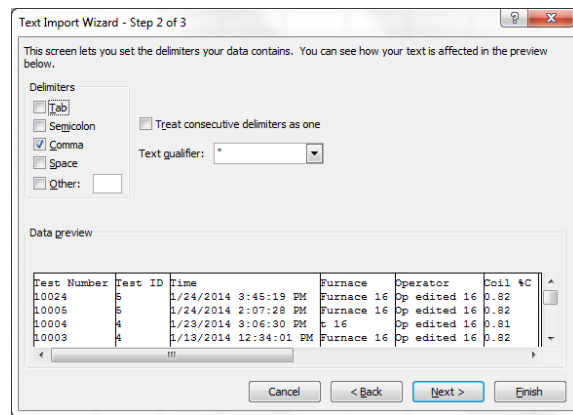 Text Import Wizard - Step 2 of 3
This screen lets you set the delimiters your data contains. You can see how your text is affected in the preview
below.
Delimiters
Tab
Semicolon
Comma
Space
Other:
Treat consecutive delimiters as one
Text qualifier: "
Data preview
Test Number Test ID Time Furnace Operator Coil %C
10024 5 1/24/2014 3:45:19 PM Furnace 16 Op edited 16 0.82
10005 5 1/24/2014 2:07:28 PM Furnace 16 Op edited 16 0.82
10004 4 1/23/2014 3:06:30 PM t 16 Op edited 16 0.81
10003 4 1/13/2014 12:34:01 PM Furnace 16 Op edited 16 0.82
Cancel < Back Next > Finish